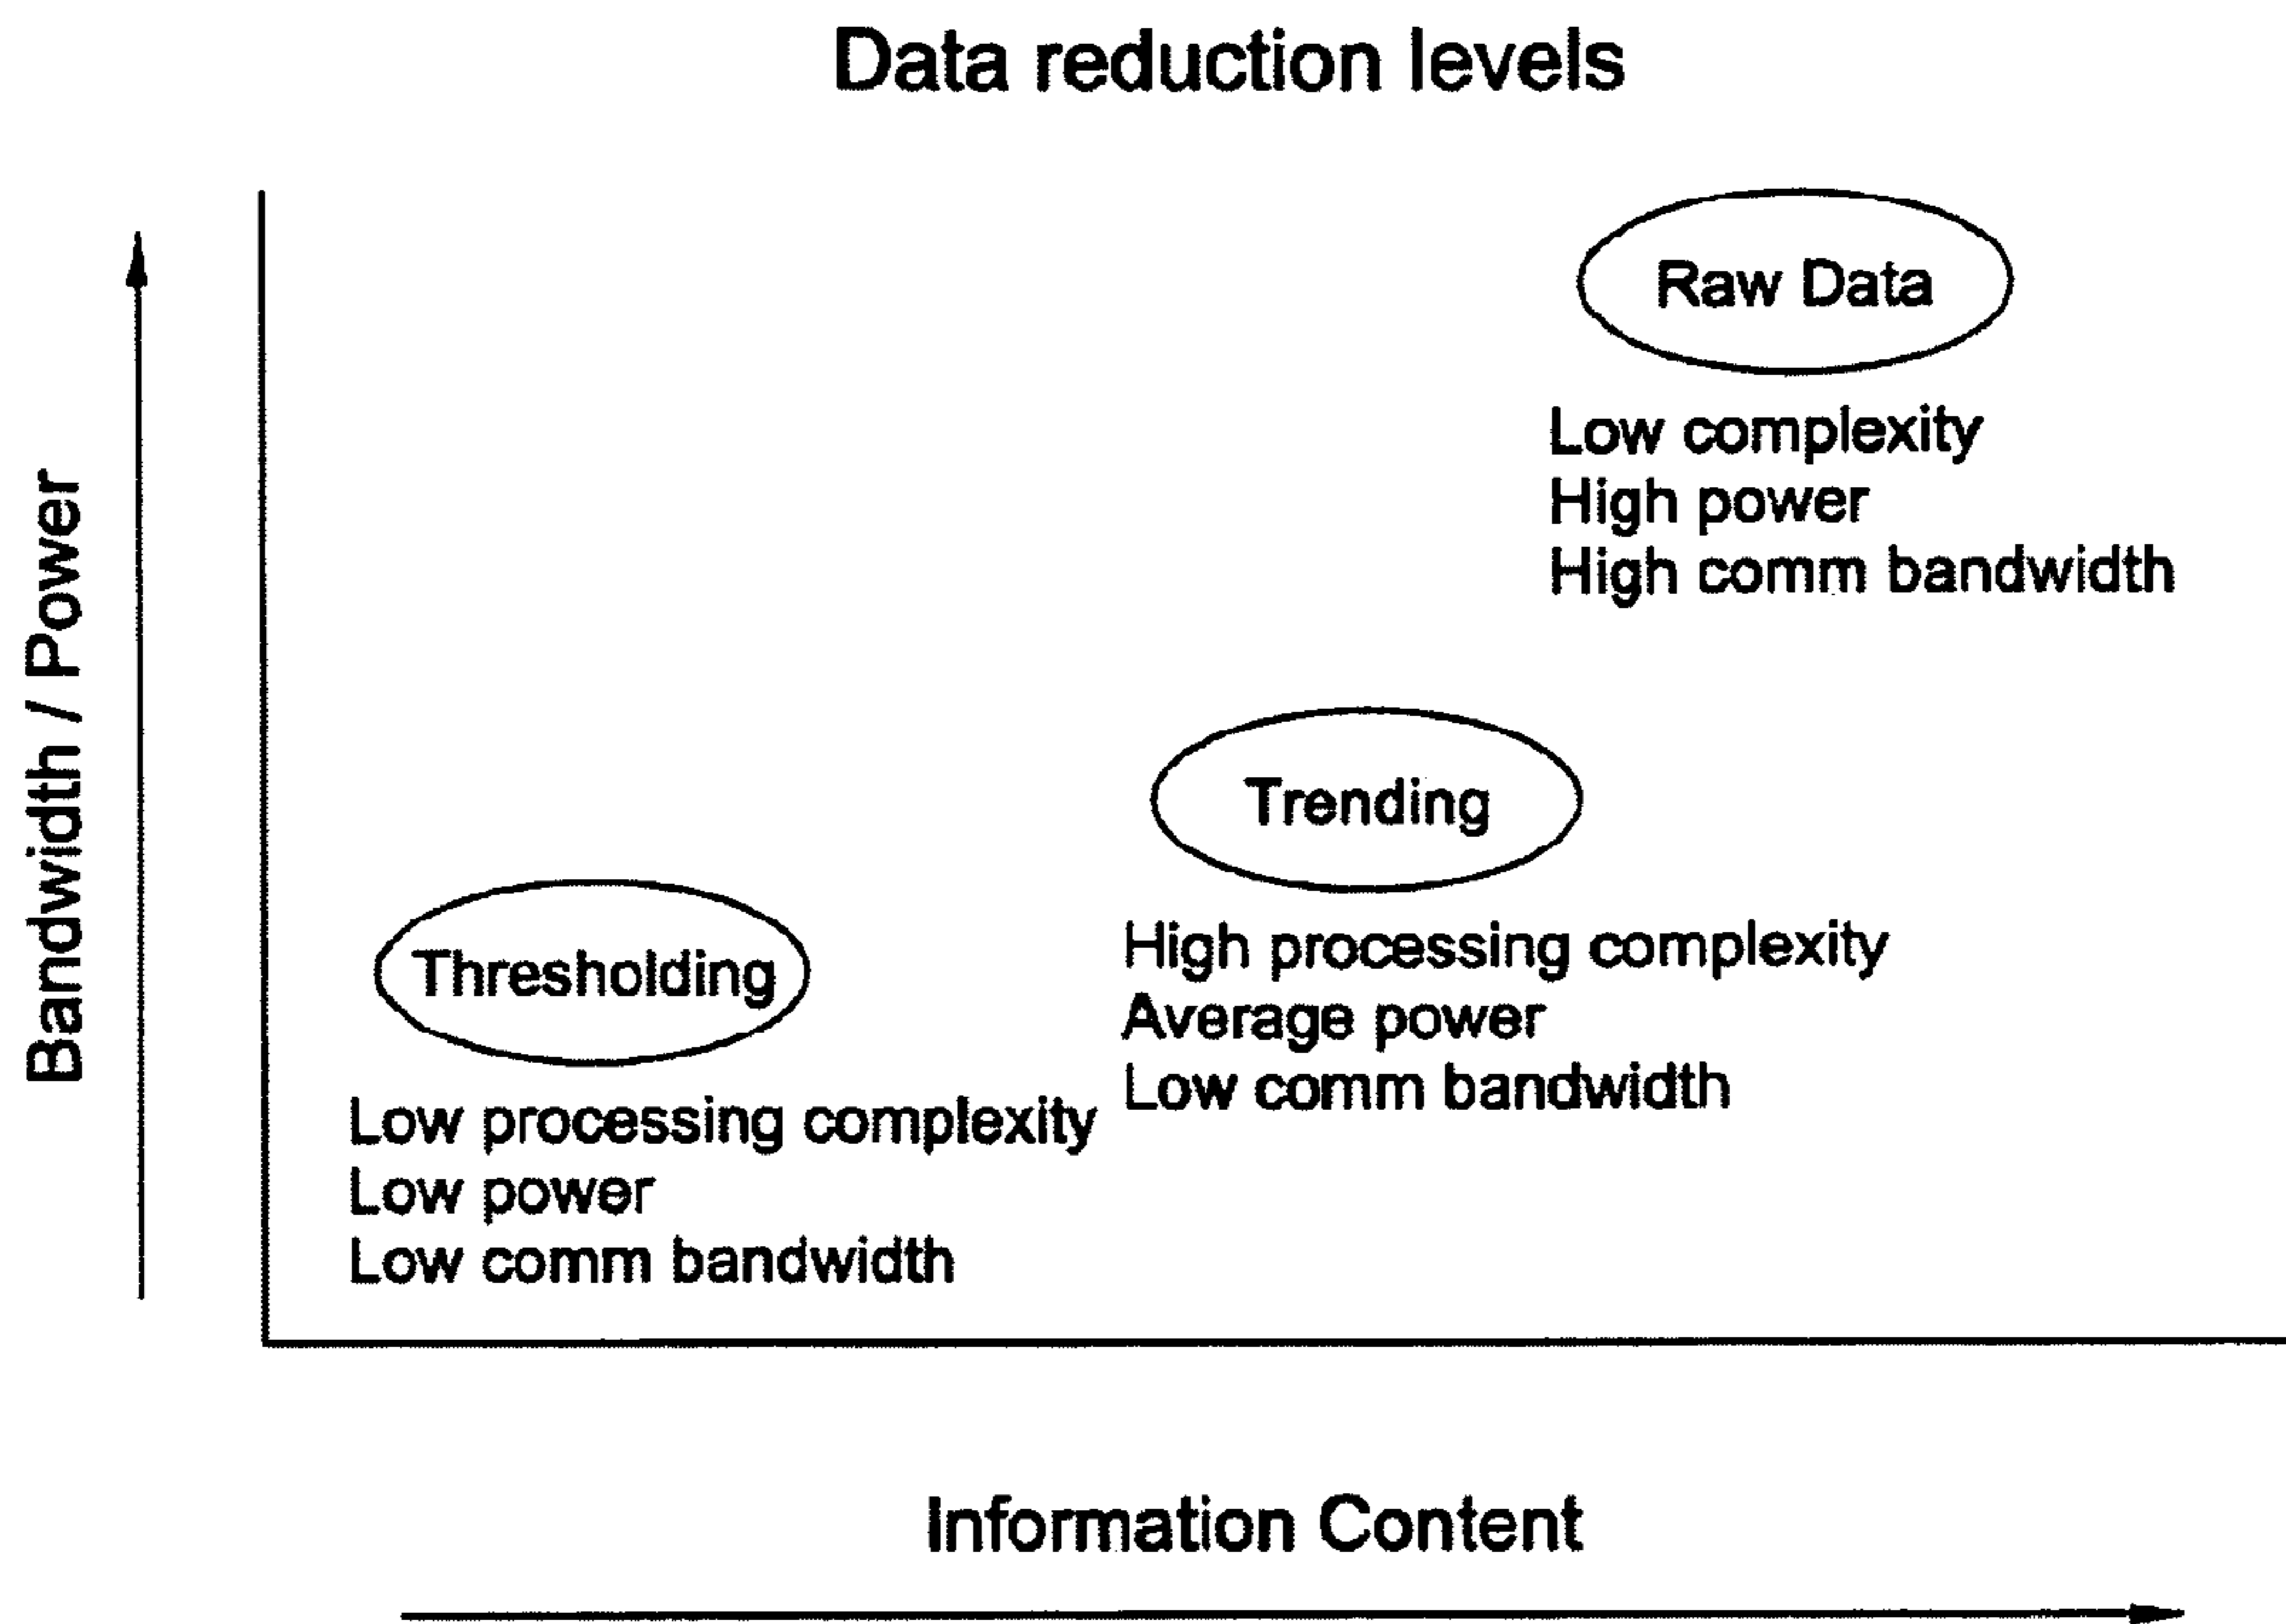 Data reduction levels
Bandwidth / Power
Raw Data
Low complexity
High power
High comm bandwidth
Trending
High processing complexity
Average power
Low comm bandwidth
Thresholding
Low processing complexity
Low power
Low comm bandwidth
Information Content